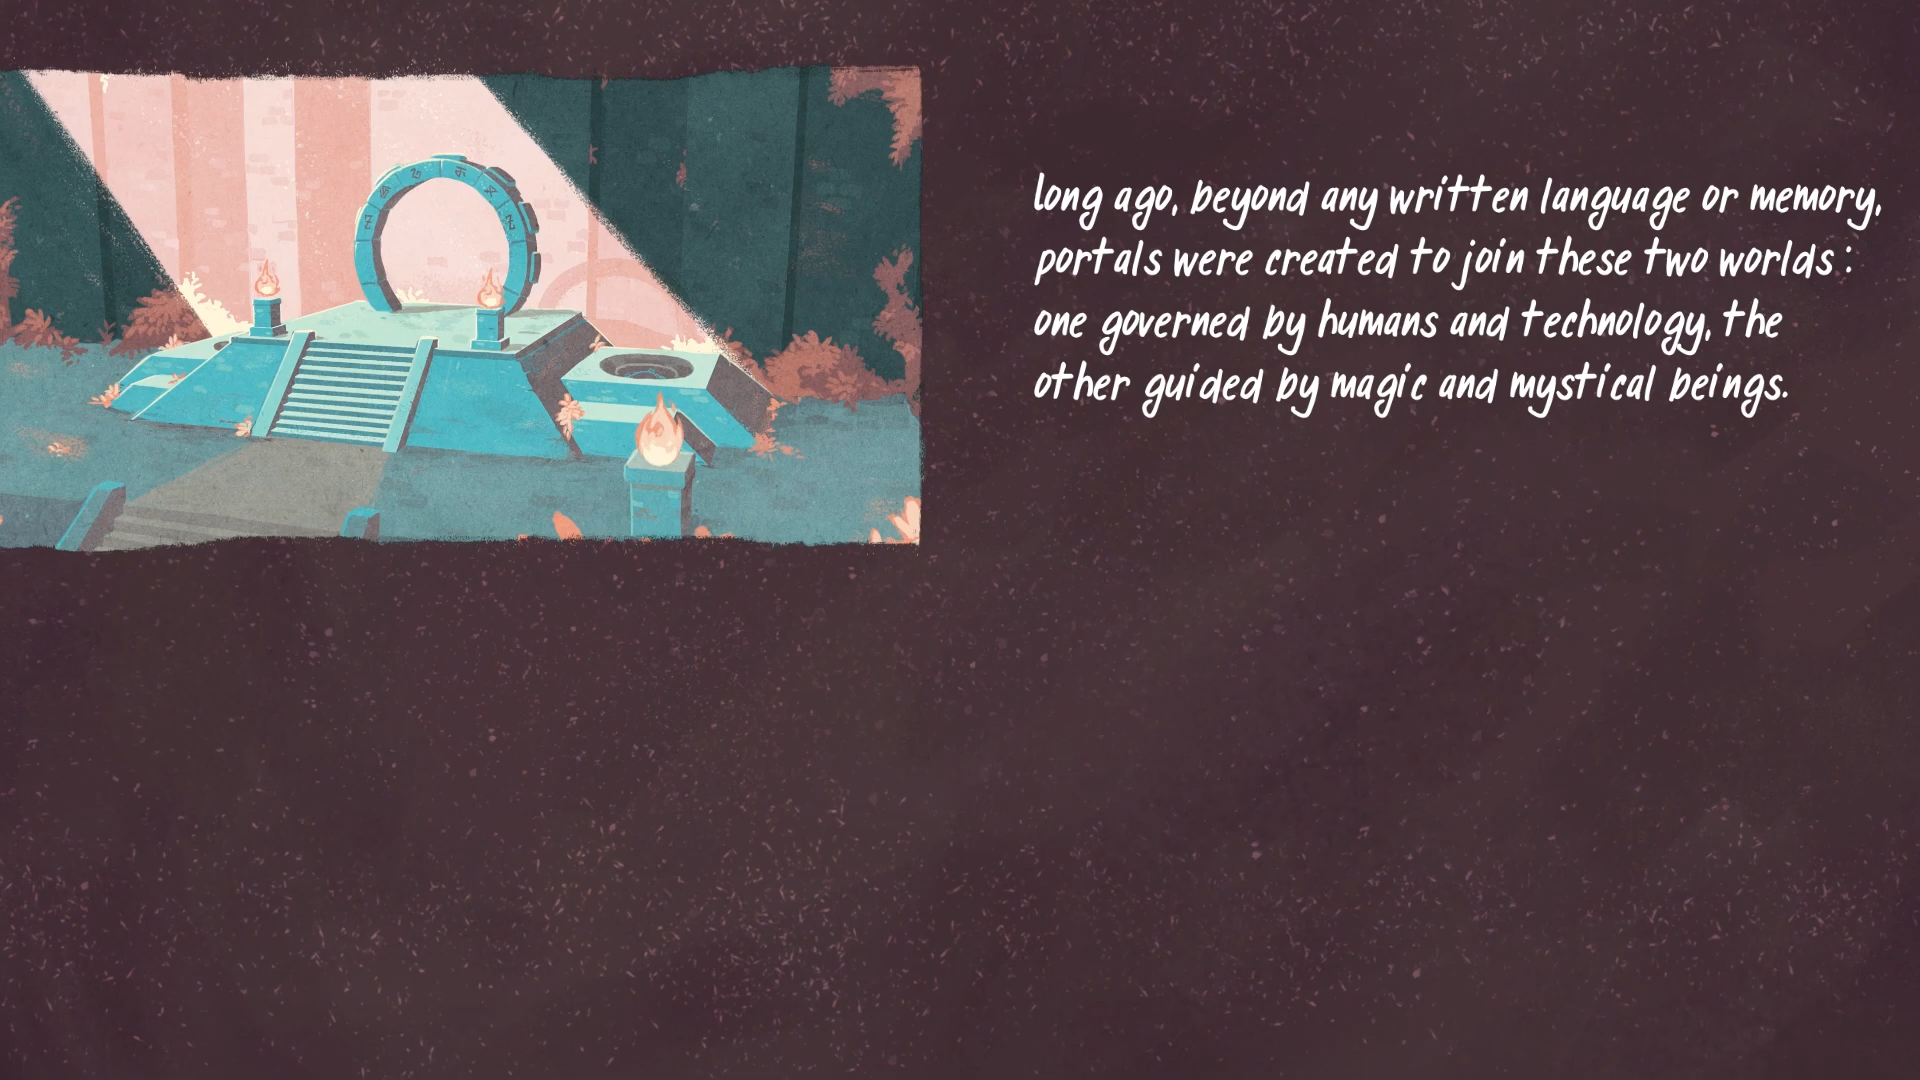 long ago, beyond any written language or memory,
portals were created to join these two worlds :
one governed by humans and technology, the
other guided by magic and mystical beings.